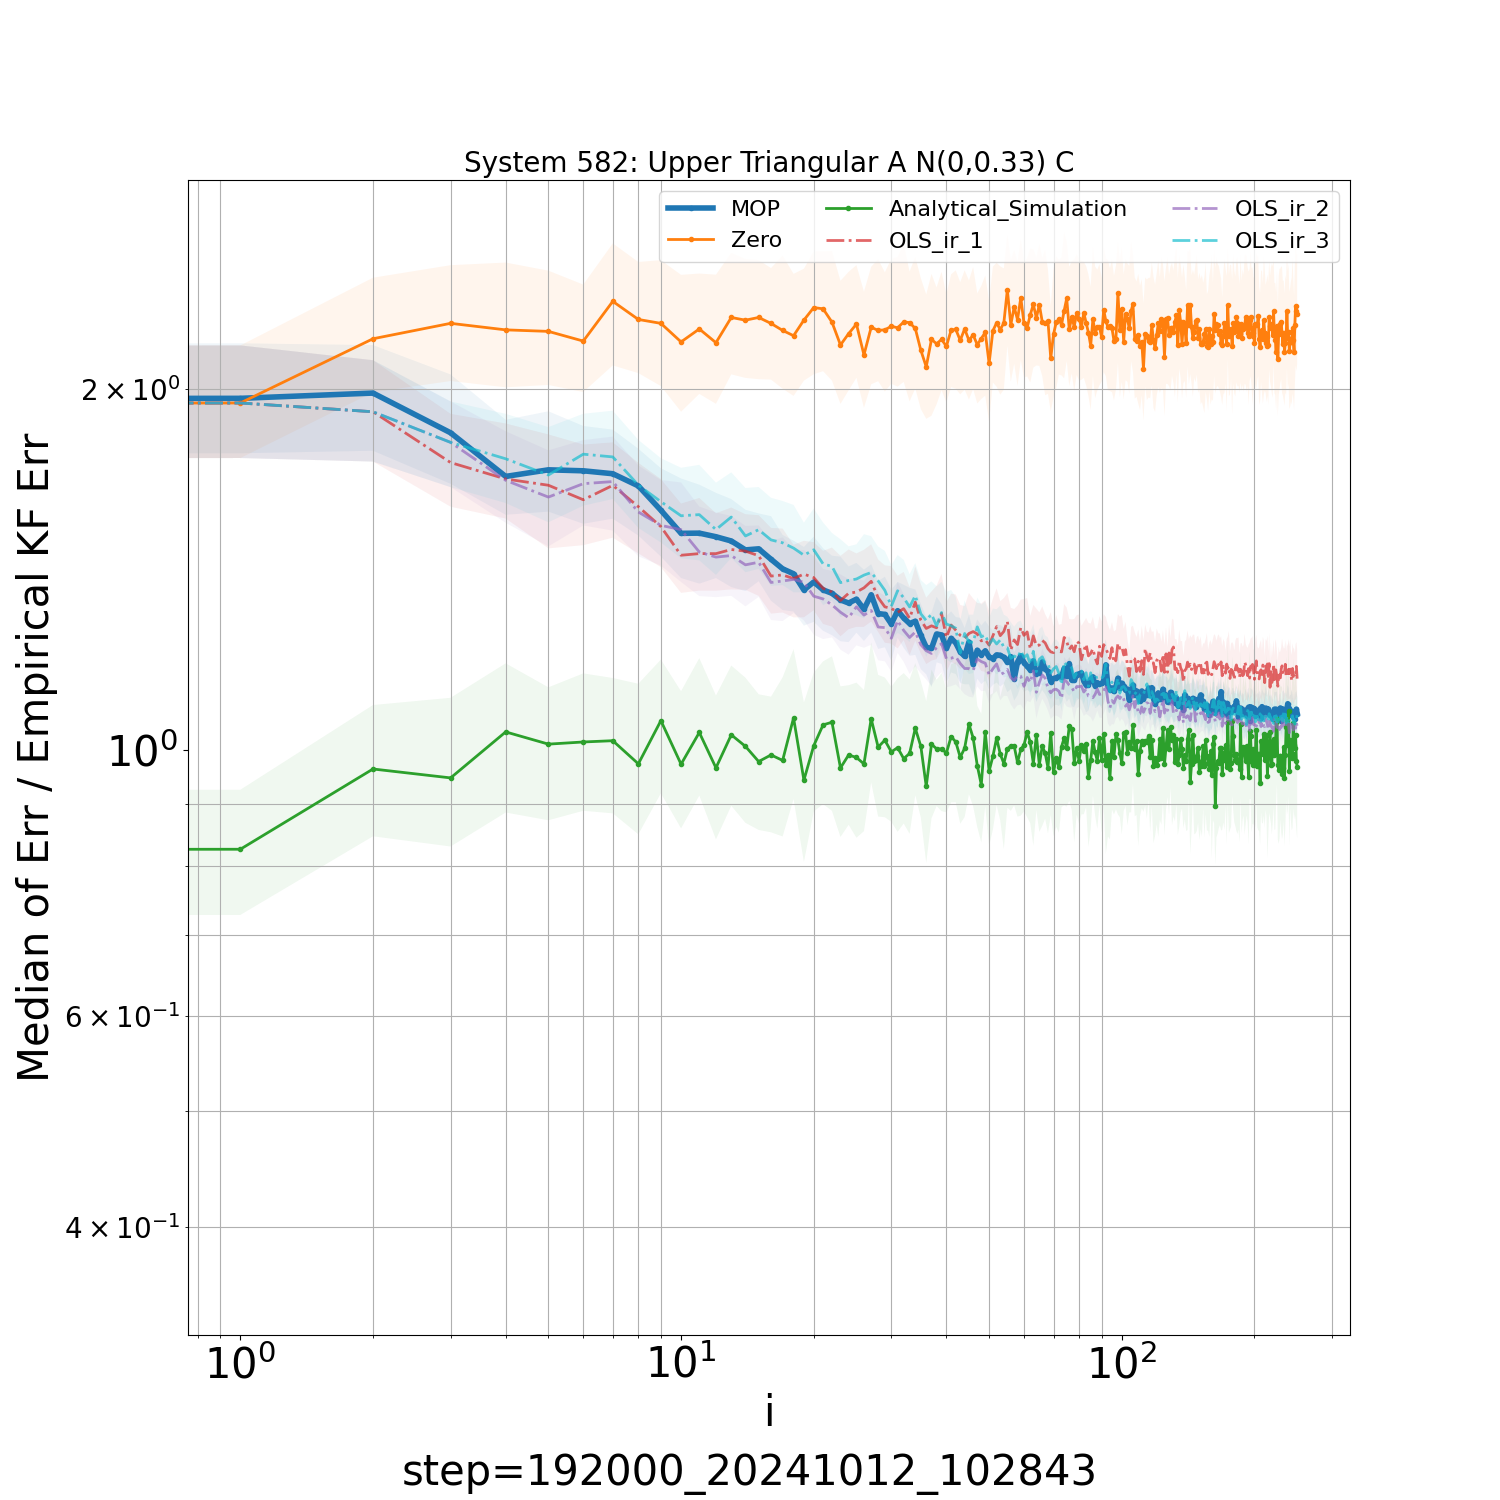 System 582: Upper Triangular A N(0,0.33) C
MOP
Zero
Analytical_Simulation
OLS_ir_1
OLS_ir_2
OLS_ir_3
Median of Err / Empirical KF Err
2 × 10⁰
10⁰
6 × 10⁻¹
4 × 10⁻¹
10⁰ 10¹ 10²
i
step=192000_20241012_102843